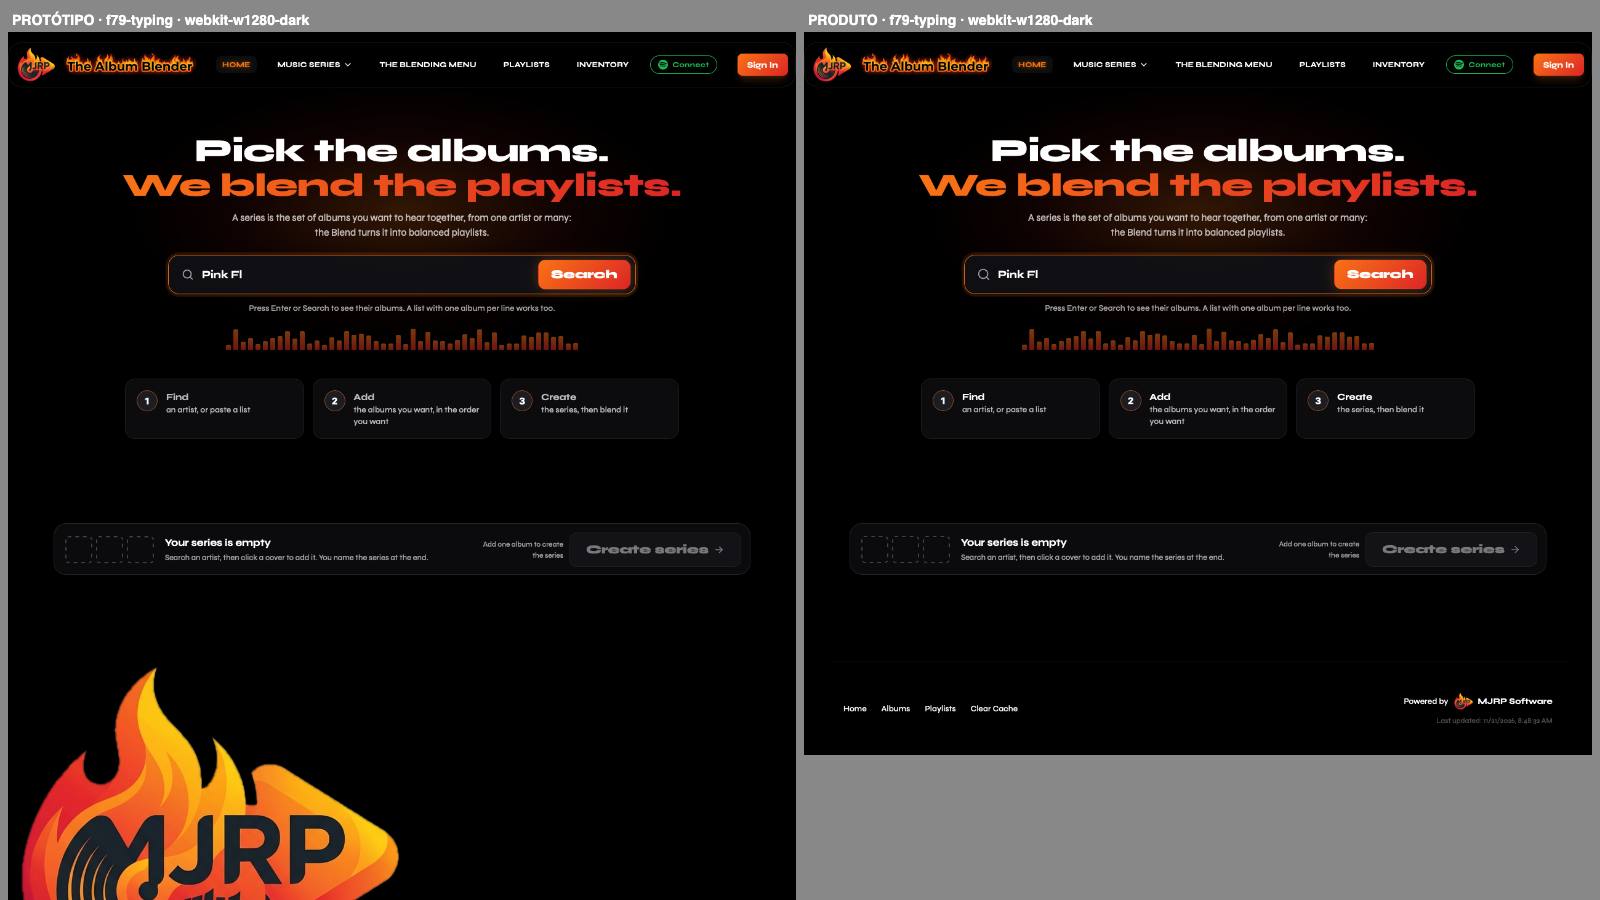 PROTÓTIPO · f79-typing · webkit-w1280-dark
MJRP The Album Blender HOME MUSIC SERIES THE BLENDING MENU PLAYLISTS INVENTORY Connect Sign In
Pick the albums.
We blend the playlists.
A series is the set of albums you want to hear together, from one artist or many:
the Blend turns it into balanced playlists.
Pink Fl Search
Press Enter or Search to see their albums. A list with one album per line works too.
1 Find
an artist, or paste a list
2 Add
the albums you want, in the order
you want
3 Create
the series, then blend it
Your series is empty
Search an artist, then click a cover to add it. You name the series at the end.
Add one album to create
the series
Create series →
MJRP
PRODUTO · f79-typing · webkit-w1280-dark
MJRP The Album Blender HOME MUSIC SERIES THE BLENDING MENU PLAYLISTS INVENTORY Connect Sign In
Pick the albums.
We blend the playlists.
A series is the set of albums you want to hear together, from one artist or many:
the Blend turns it into balanced playlists.
Pink Fl Search
Press Enter or Search to see their albums. A list with one album per line works too.
1 Find
an artist, or paste a list
2 Add
the albums you want, in the order
you want
3 Create
the series, then blend it
Your series is empty
Search an artist, then click a cover to add it. You name the series at the end.
Add one album to create
the series
Create series →
Home Albums Playlists Clear Cache
Powered by MJRP Software
Last updated: 11/21/2026, 8:48:32 AM